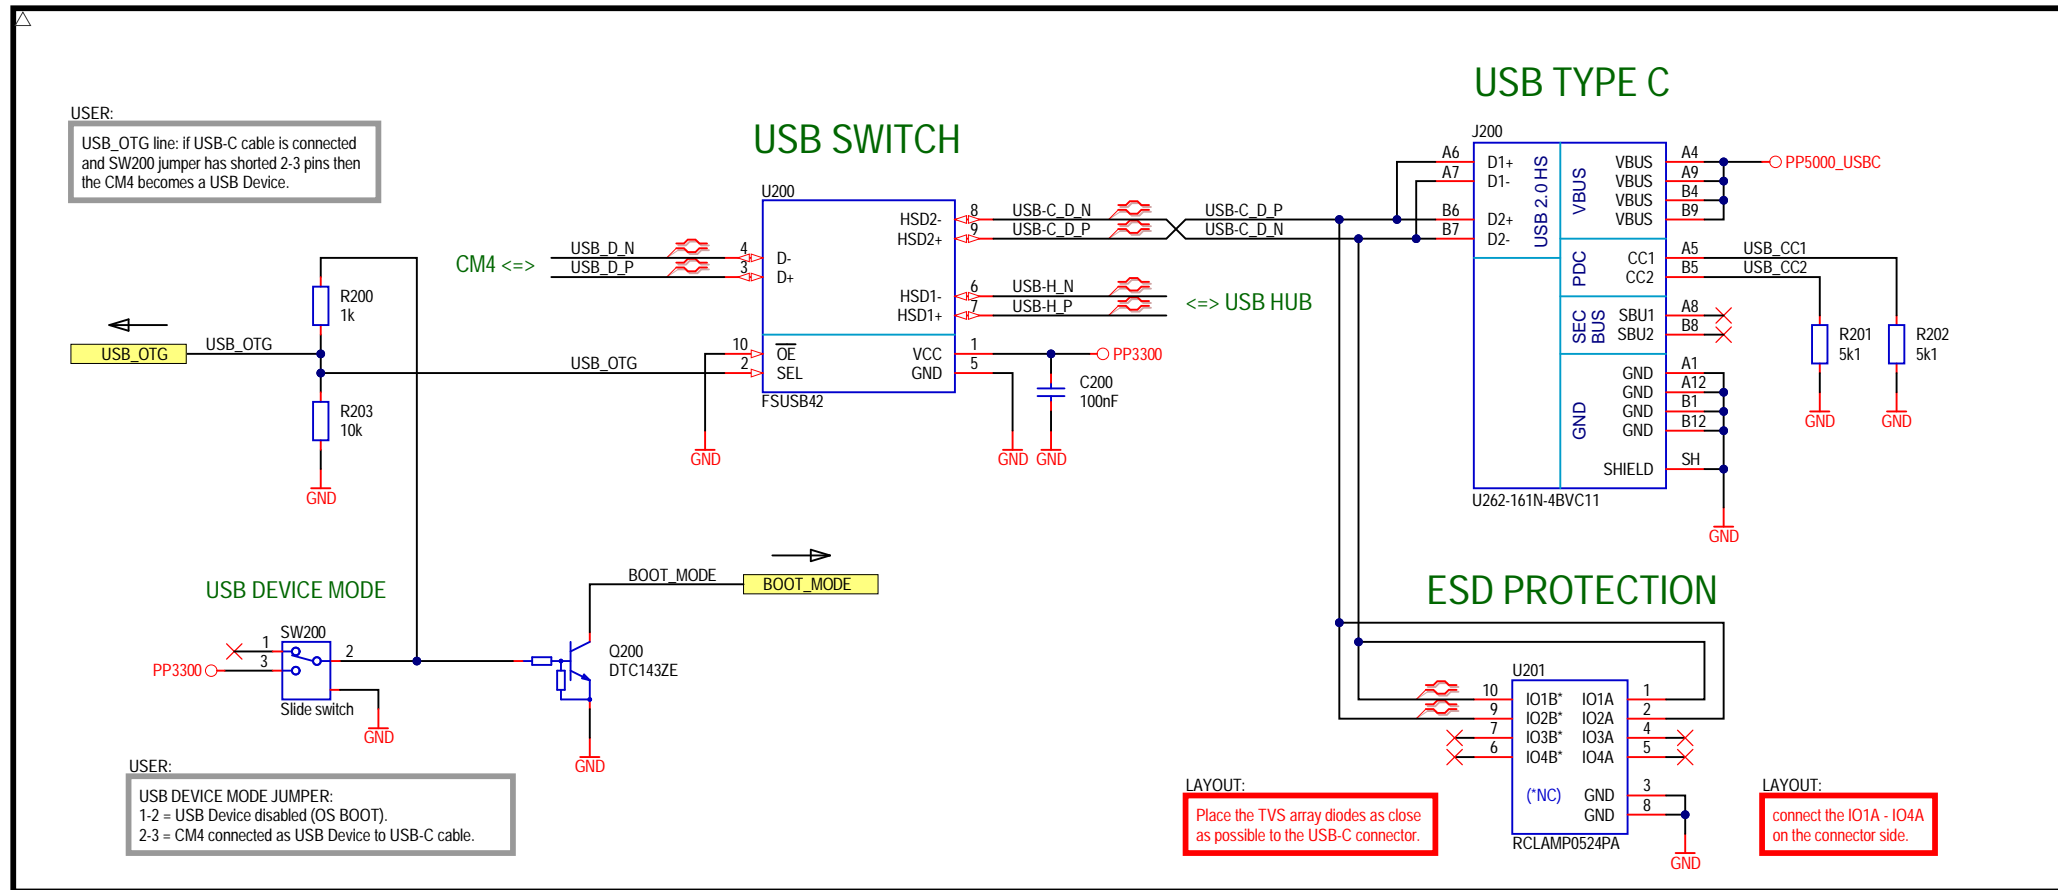 USB TYPE C
USER:
USB_OTG line: if USB-C cable is connected
and SW200 jumper has shorted 2-3 pins then
the CM4 becomes a USB Device.
USB SWITCH
U200
HSD2-
HSD2+
D-
D+
HSD1-
HSD1+
OE
SEL
VCC
GND
FSUSB42
8
9
4
3
6
7
10
2
1
5
CM4 <=>
USB_D_N
USB_D_P
USB-C_D_N
USB-C_D_P
USB-C_D_P
USB-C_D_N
USB-H_N
USB-H_P
<=> USB HUB
PP3300
C200
100nF
GND
GND
GND
R200
1k
USB_OTG
USB_OTG
USB_OTG
R203
10k
GND
J200
A6
A7
B6
B7
D1+
D1-
D2+
D2-
USB 2.0 HS
VBUS
PDC
SEC
BUS
GND
VBUS
VBUS
VBUS
VBUS
CC1
CC2
SBU1
SBU2
GND
GND
GND
GND
SHIELD
A4
A9
B4
B9
A5
B5
A8
B8
A1
A12
B1
B12
SH
U262-161N-4BVC11
PP5000_USBC
USB_CC1
USB_CC2
R201
5k1
R202
5k1
GND
GND
GND
USB DEVICE MODE
SW200
1
3
2
PP3300
Slide switch
GND
BOOT_MODE
BOOT_MODE
Q200
DTC143ZE
GND
USER:
USB DEVICE MODE JUMPER:
1-2 = USB Device disabled (OS BOOT).
2-3 = CM4 connected as USB Device to USB-C cable.
ESD PROTECTION
U201
10
9
7
6
IO1B* IO1A
IO2B* IO2A
IO3B* IO3A
IO4B* IO4A
(*NC) GND
GND
1
2
4
5
3
8
RCLAMP0524PA
GND
LAYOUT:
Place the TVS array diodes as close
as possible to the USB-C connector.
LAYOUT:
connect the IO1A - IO4A
on the connector side.